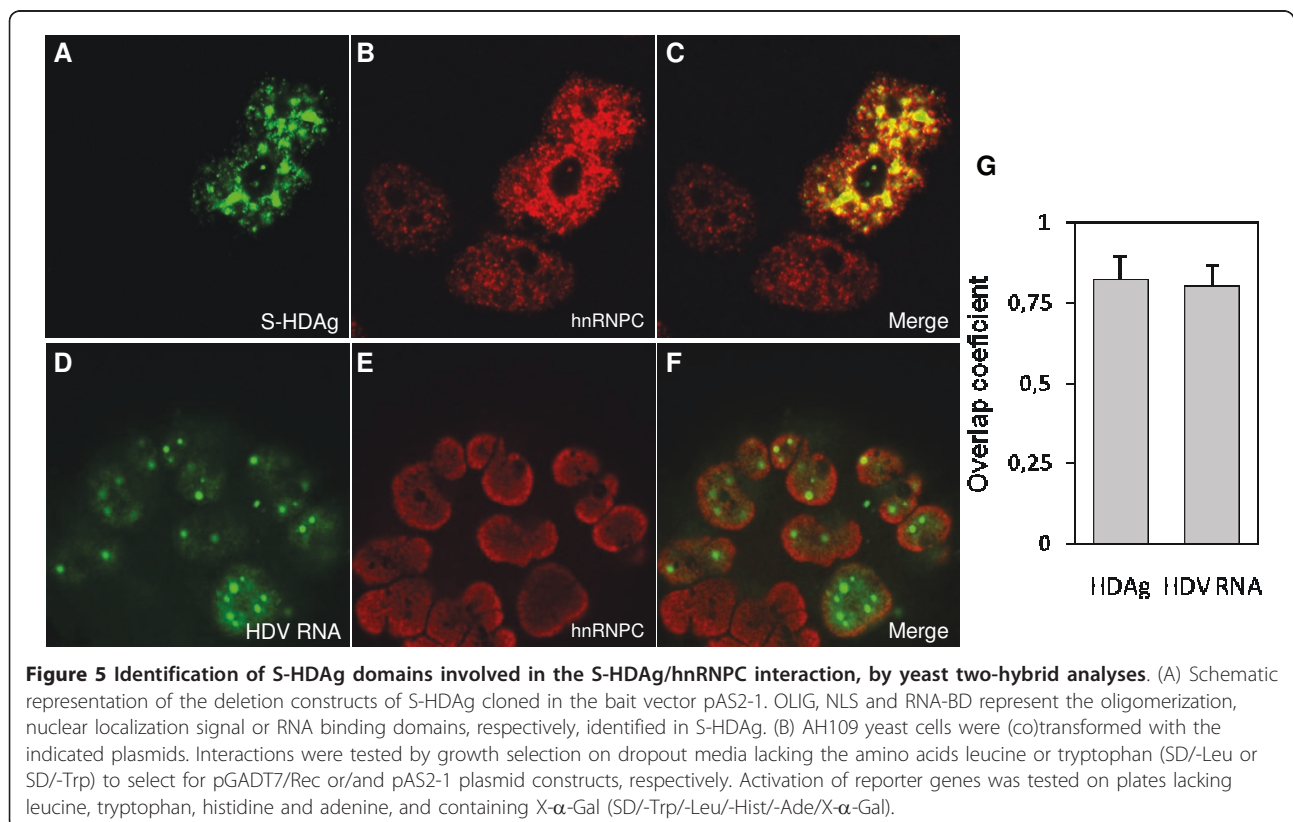 A
B
C
S-HDAg
hnRNPC
Merge
D
E
F
HDV RNA
hnRNPC
Merge
G
Overlap coeficient
1
0,75
0,5
0,25
0
HDAg HDV RNA
Figure 5 Identification of S-HDAg domains involved in the S-HDAg/hnRNPC interaction, by yeast two-hybrid analyses. (A) Schematic
representation of the deletion constructs of S-HDAg cloned in the bait vector pAS2-1. OLIG, NLS and RNA-BD represent the oligomerization,
nuclear localization signal or RNA binding domains, respectively, identified in S-HDAg. (B) AH109 yeast cells were (co)transformed with the
indicated plasmids. Interactions were tested by growth selection on dropout media lacking the amino acids leucine or tryptophan (SD/-Leu or
SD/-Trp) to select for pGADT7/Rec or/and pAS2-1 plasmid constructs, respectively. Activation of reporter genes was tested on plates lacking
leucine, tryptophan, histidine and adenine, and containing X-α-Gal (SD/-Trp/-Leu/-Hist/-Ade/X-α-Gal).